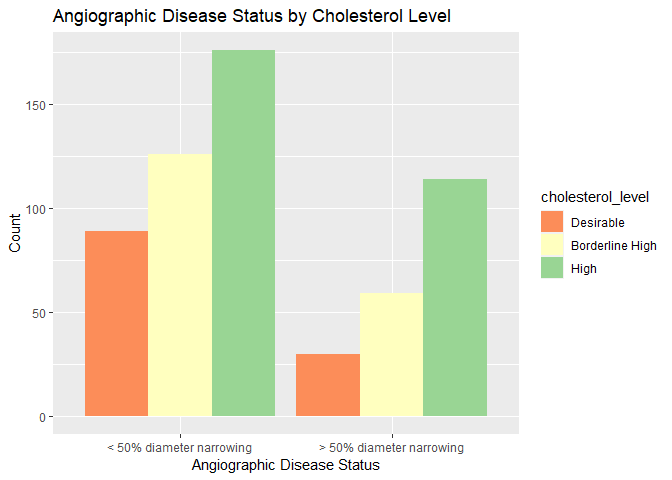 Angiographic Disease Status by Cholesterol Level
Count
150
100
50
0
< 50% diameter narrowing
> 50% diameter narrowing
Angiographic Disease Status
cholesterol_level
Desirable
Borderline High
High